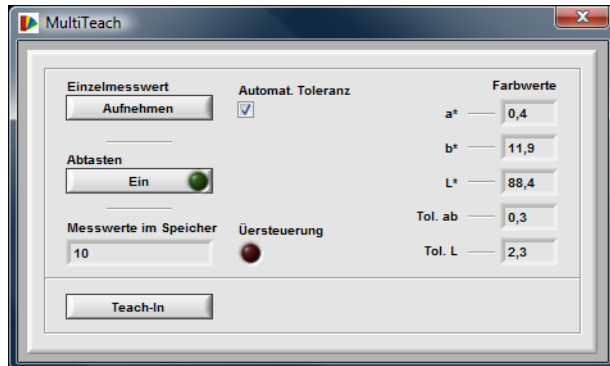 MultiTeach
Einzelmesswert
Aufnehmen
Automat. Toleranz
Abtasten
Ein
Messwerte im Speicher
10
Üersteuerung
Teach-In
Farbwerte
a* 0,4
b* 11,9
L* 88,4
Tol. ab 0,3
Tol. L 2,3